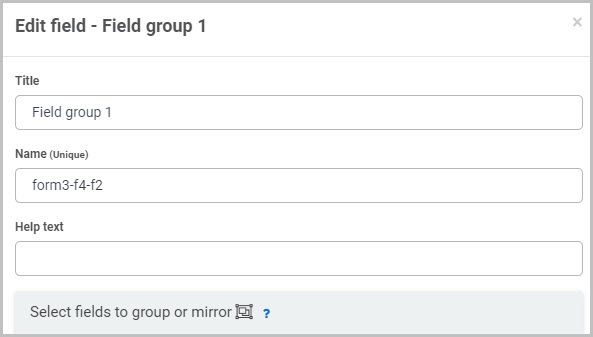 Edit field - Field group 1
×
Title
Field group 1
Name (Unique)
form3-f4-f2
Help text
Select fields to group or mirror ?